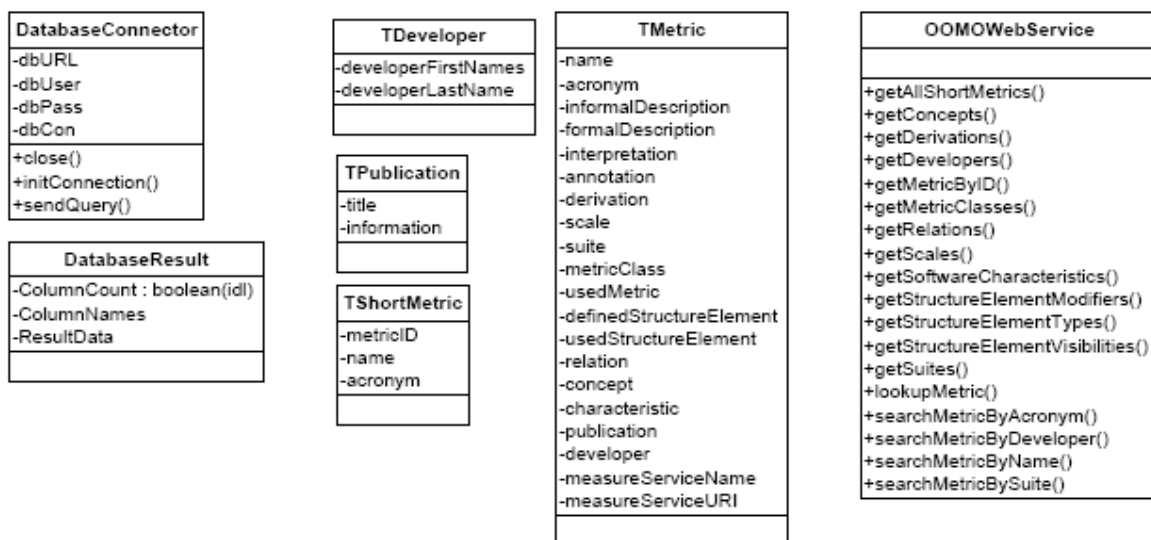 DatabaseConnector
-dbURL
-dbUser
-dbPass
-dbCon
+close()
+initConnection()
+sendQuery()
DatabaseResult
-ColumnCount : boolean(idl)
-ColumnNames
-ResultData
TDeveloper
-developerFirstNames
-developerLastName
TPublication
-title
-information
TShortMetric
-metricID
-name
-acronym
TMetric
-name
-acronym
-informalDescription
-formalDescription
-interpretation
-annotation
-derivation
-scale
-suite
-metricClass
-usedMetric
-definedStructureElement
-usedStructureElement
-relation
-concept
-characteristic
-publication
-developer
-measureServiceName
-measureServiceURI
OOMOWebService
+getAllShortMetrics()
+getConcepts()
+getDerivations()
+getDevelopers()
+getMetricByID()
+getMetricClasses()
+getRelations()
+getScales()
+getSoftwareCharacteristics()
+getStructureElementModifiers()
+getStructureElementTypes()
+getStructureElementVisibilities()
+getSuites()
+lookupMetric()
+searchMetricByAcronym()
+searchMetricByDeveloper()
+searchMetricByName()
+searchMetricBySuite()